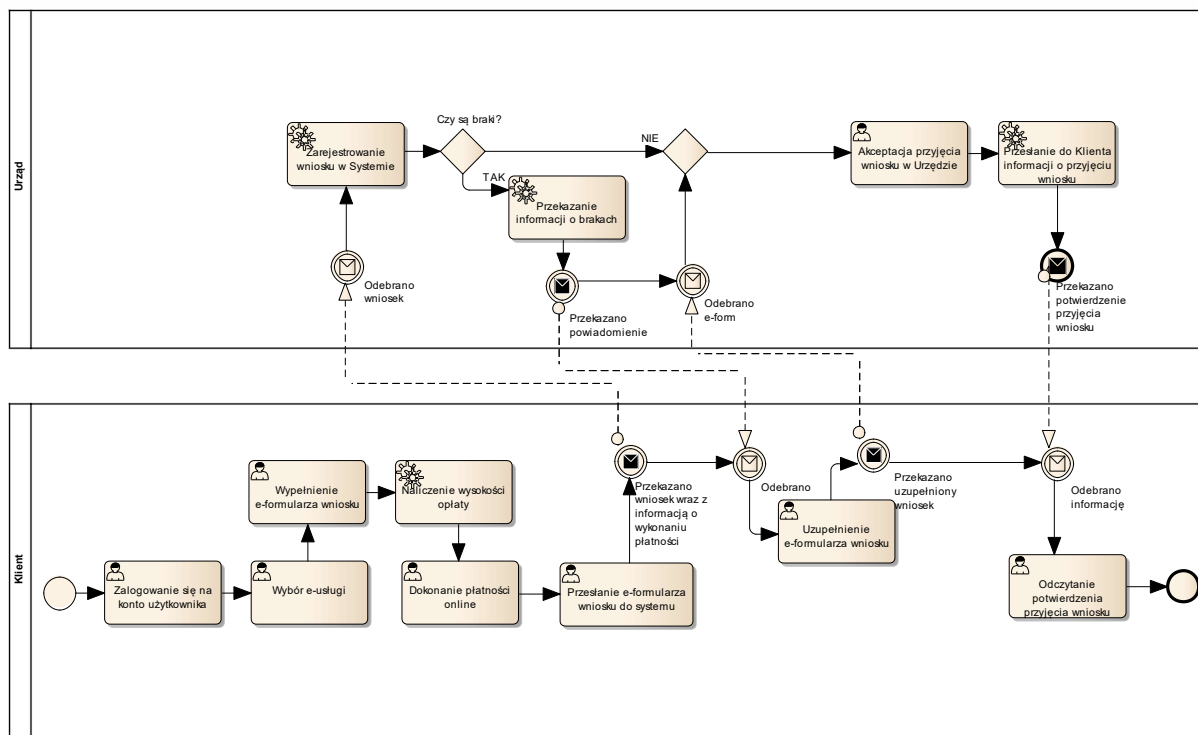 Urząd
Czy są braki?
Zarejestrowanie
wniosku w Systemie
NIE
TAK
Akceptacja przyjęcia
wniosku w Urzędzie
Przesłanie do Klienta
informacji o przyjęciu
wniosku
Przekazanie
informacji o brakach
Odebrano
wniosek
Przekazano
powiadomienie
Odebrano
e-form
Przekazano
potwierdzenie
przyjęcia
wniosku
Klient
Wypełnienie
e-formularza wniosku
Naliczenie wysokości
opłaty
Przekazano
wniosek wraz z
informacją o
wykonaniu
płatności
Odebrano
Uzupełnienie
e-formularza wniosku
Przekazano
uzupełniony
wniosek
Odebrano
informację
Zalogowanie się na
konto użytkownika
Wybór e-usługi
Dokonanie płatności
online
Przesłanie e-formularza
wniosku do systemu
Odczytanie
potwierdzenia
przyjęcia wniosku